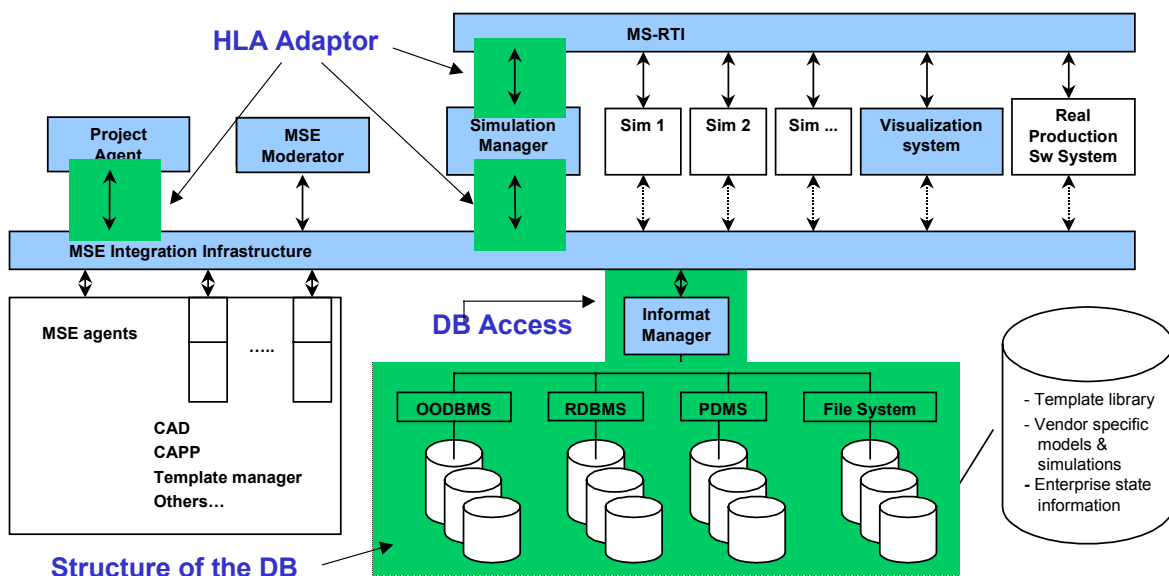 HLA Adaptor
MS-RTI
Project
Agent
MSE
Moderator
Simulation
Manager
Sim 1
Sim 2
Sim ...
Visualization
system
Real
Production
Sw System
MSE Integration Infrastructure
MSE agents
.....
CAD
CAPP
Template manager
Others…
DB Access
Informat
Manager
OODBMS
RDBMS
PDMS
File System
- Template library
- Vendor specific
models &
simulations
- Enterprise state
information
Structure of the DB